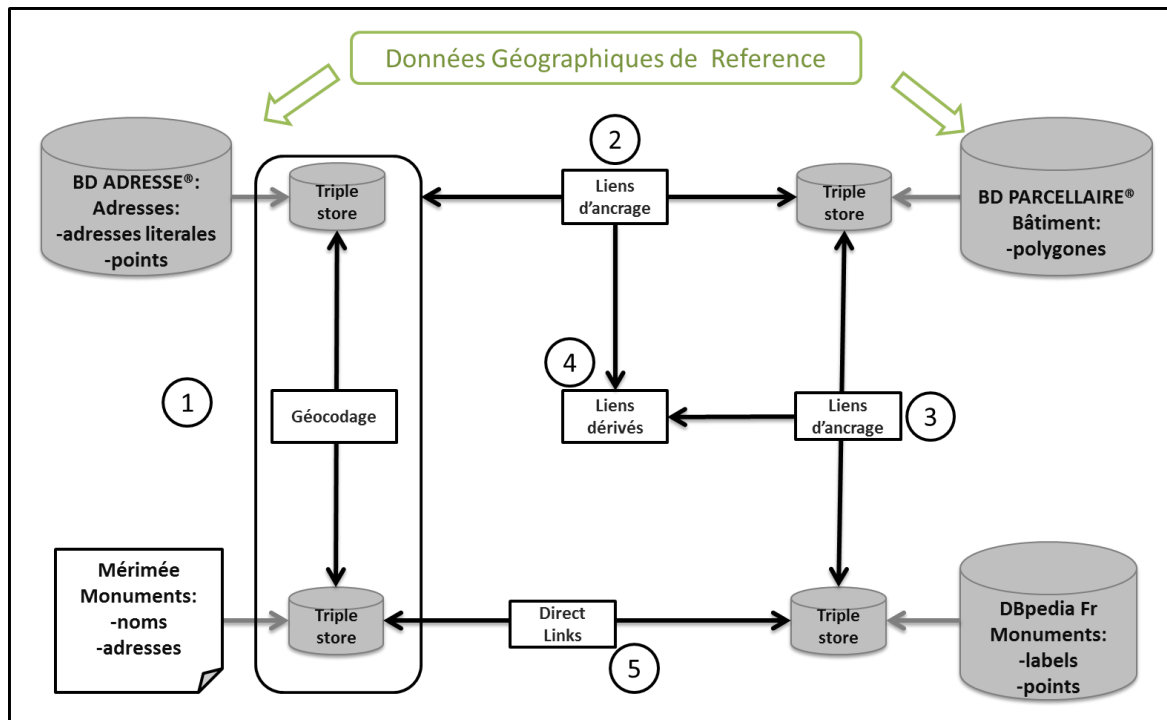 Données Géographiques de Reference
2
BD ADRESSE®:
Adresses:
-adresses literales
-points
Triple
store
Liens
d'ancrage
Triple
store
BD PARCELLAIRE®
Bâtiment:
-polygones
4
1
Géocodage
Liens
dérivés
Liens
d'ancrage
3
Mérimée
Monuments:
-noms
-adresses
Triple
store
Direct
Links
5
Triple
store
DBpedia Fr
Monuments:
-labels
-points